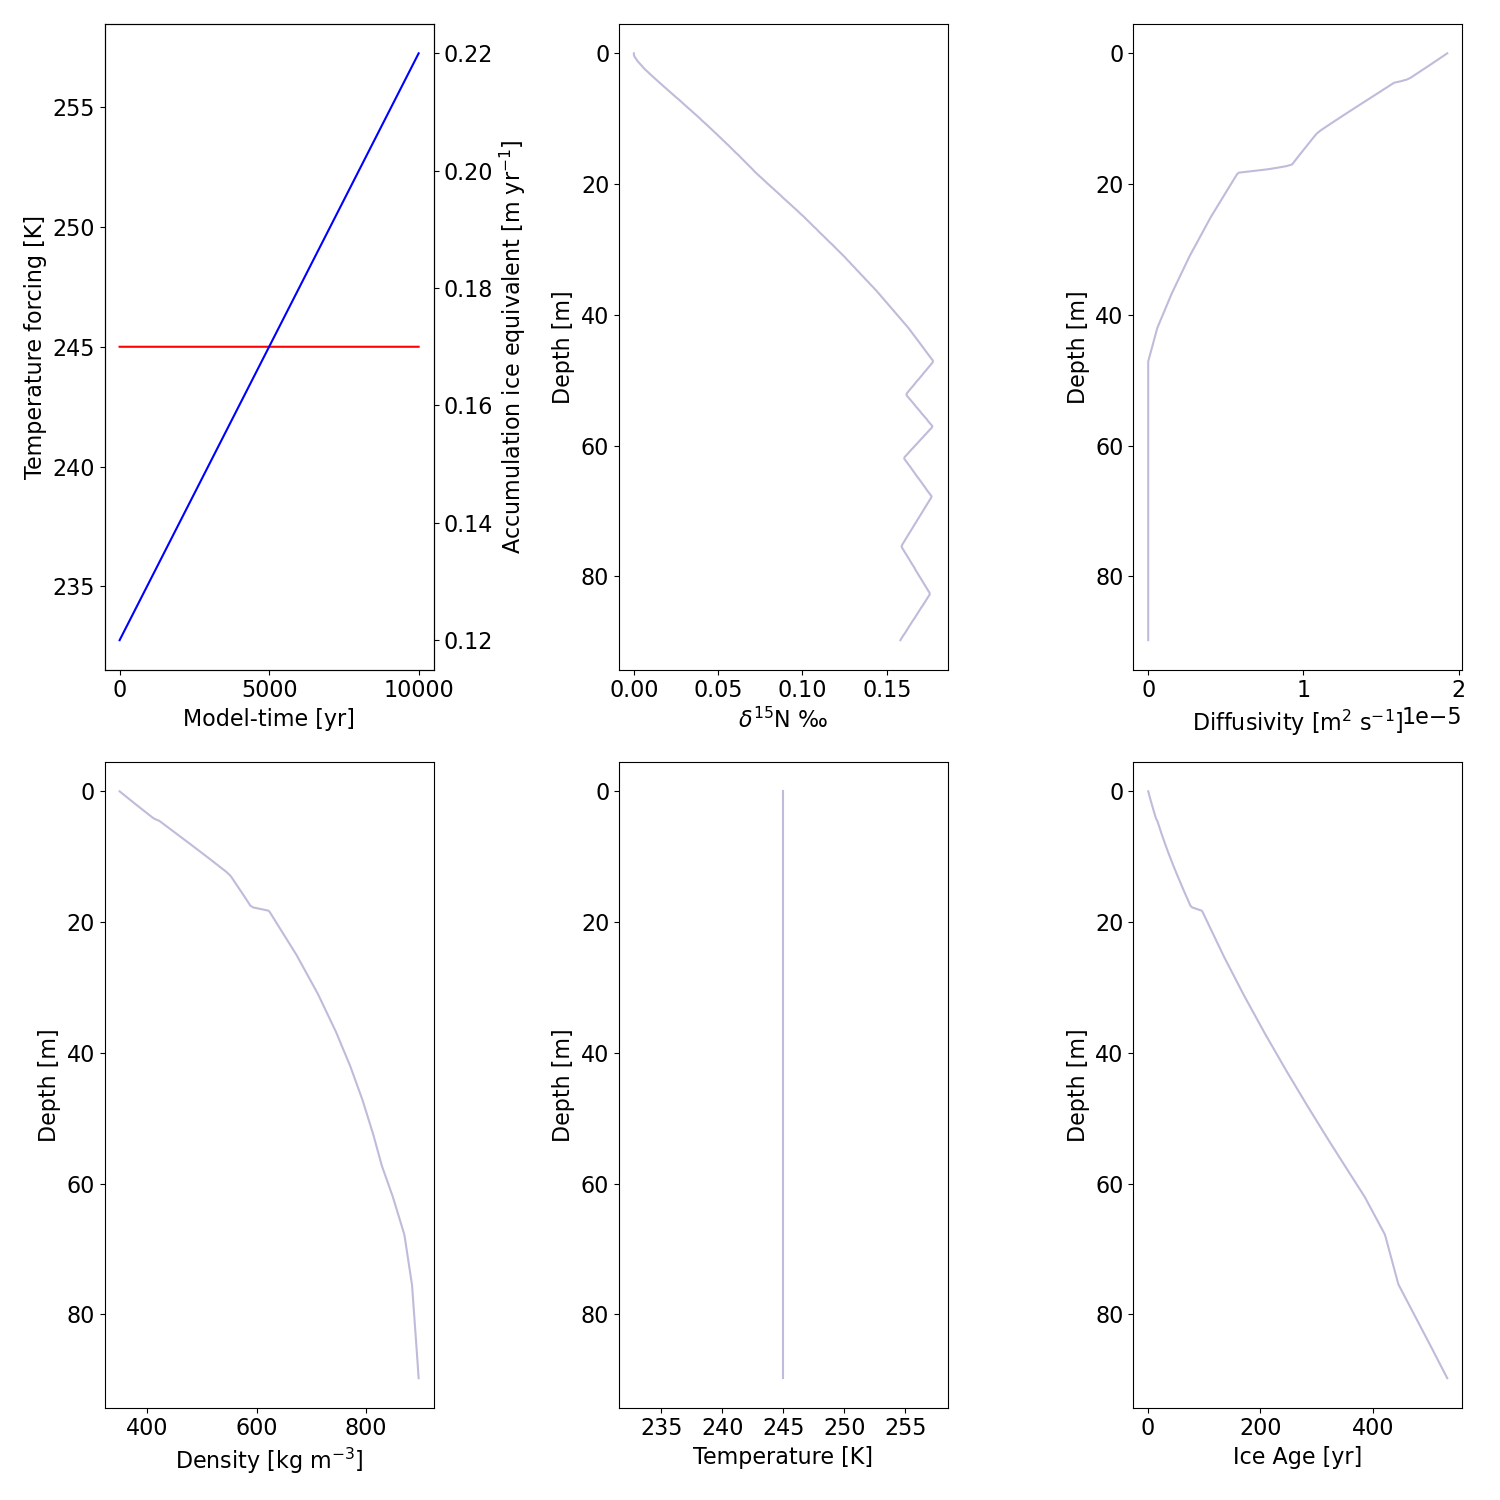 Temperature forcing [K]
255
250
245
240
235
0 5000 10000
Model-time [yr]
0.22
0.20
0.18
0.16
0.14
0.12
Accumulation ice equivalent [m yr⁻¹]
Depth [m]
0
20
40
60
80
0.00 0.05 0.10 0.15
δ¹⁵N ‰
Depth [m]
0
20
40
60
80
0 1 2
Diffusivity [m² s⁻¹]
1e−5
Depth [m]
0
20
40
60
80
400 600 800
Density [kg m⁻³]
Depth [m]
0
20
40
60
80
235 240 245 250 255
Temperature [K]
Depth [m]
0
20
40
60
80
0 200 400
Ice Age [yr]